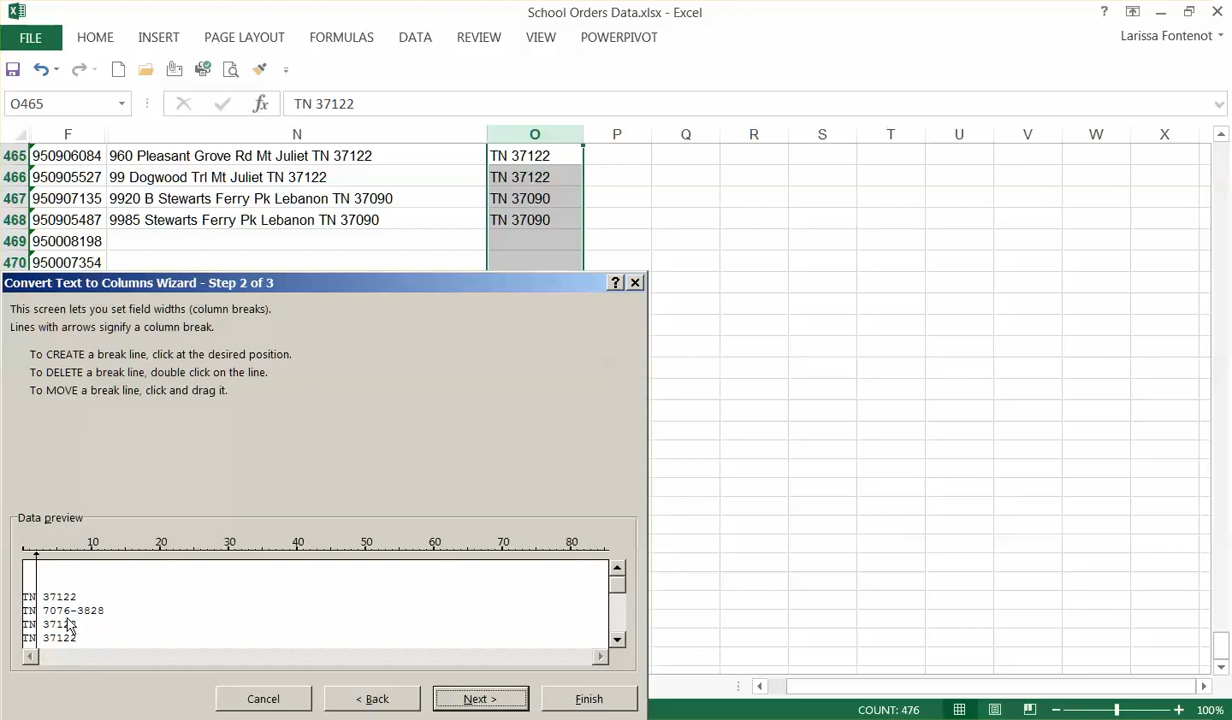 School Orders Data.xlsx - Excel
FILE HOME INSERT PAGE LAYOUT FORMULAS DATA REVIEW VIEW POWERPIVOT
Larissa Fontenot
O465
fx
TN 37122
F N O P Q R S T U V W X
465 950906084 960 Pleasant Grove Rd Mt Juliet TN 37122 TN 37122
466 950905527 99 Dogwood Trl Mt Juliet TN 37122 TN 37122
467 950907135 9920 B Stewarts Ferry Pk Lebanon TN 37090 TN 37090
468 950905487 9985 Stewarts Ferry Pk Lebanon TN 37090 TN 37090
469 950008198
470 950007354
Convert Text to Columns Wizard - Step 2 of 3
This screen lets you set field widths (column breaks).
Lines with arrows signify a column break.
To CREATE a break line, click at the desired position.
To DELETE a break line, double click on the line.
To MOVE a break line, click and drag it.
Data preview
10 20 30 40 50 60 70 80
TN 37122
TN 7076-3828
TN 37122
TN 37122
Cancel < Back Next > Finish
COUNT: 476 100%